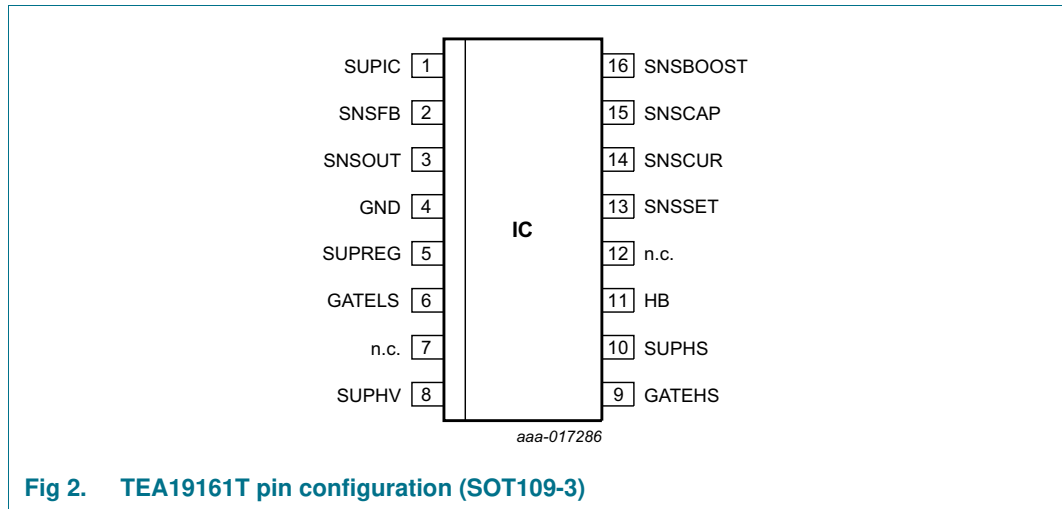 SUPIC 1 16 SNSBOOST
SNSFB 2 15 SNSCAP
SNSOUT 3 14 SNSCUR
GND 4 13 SNSSET
IC
SUPREG 5 12 n.c.
GATELS 6 11 HB
n.c. 7 10 SUPHS
SUPHV 8 9 GATEHS
aaa-017286
Fig 2. TEA19161T pin configuration (SOT109-3)